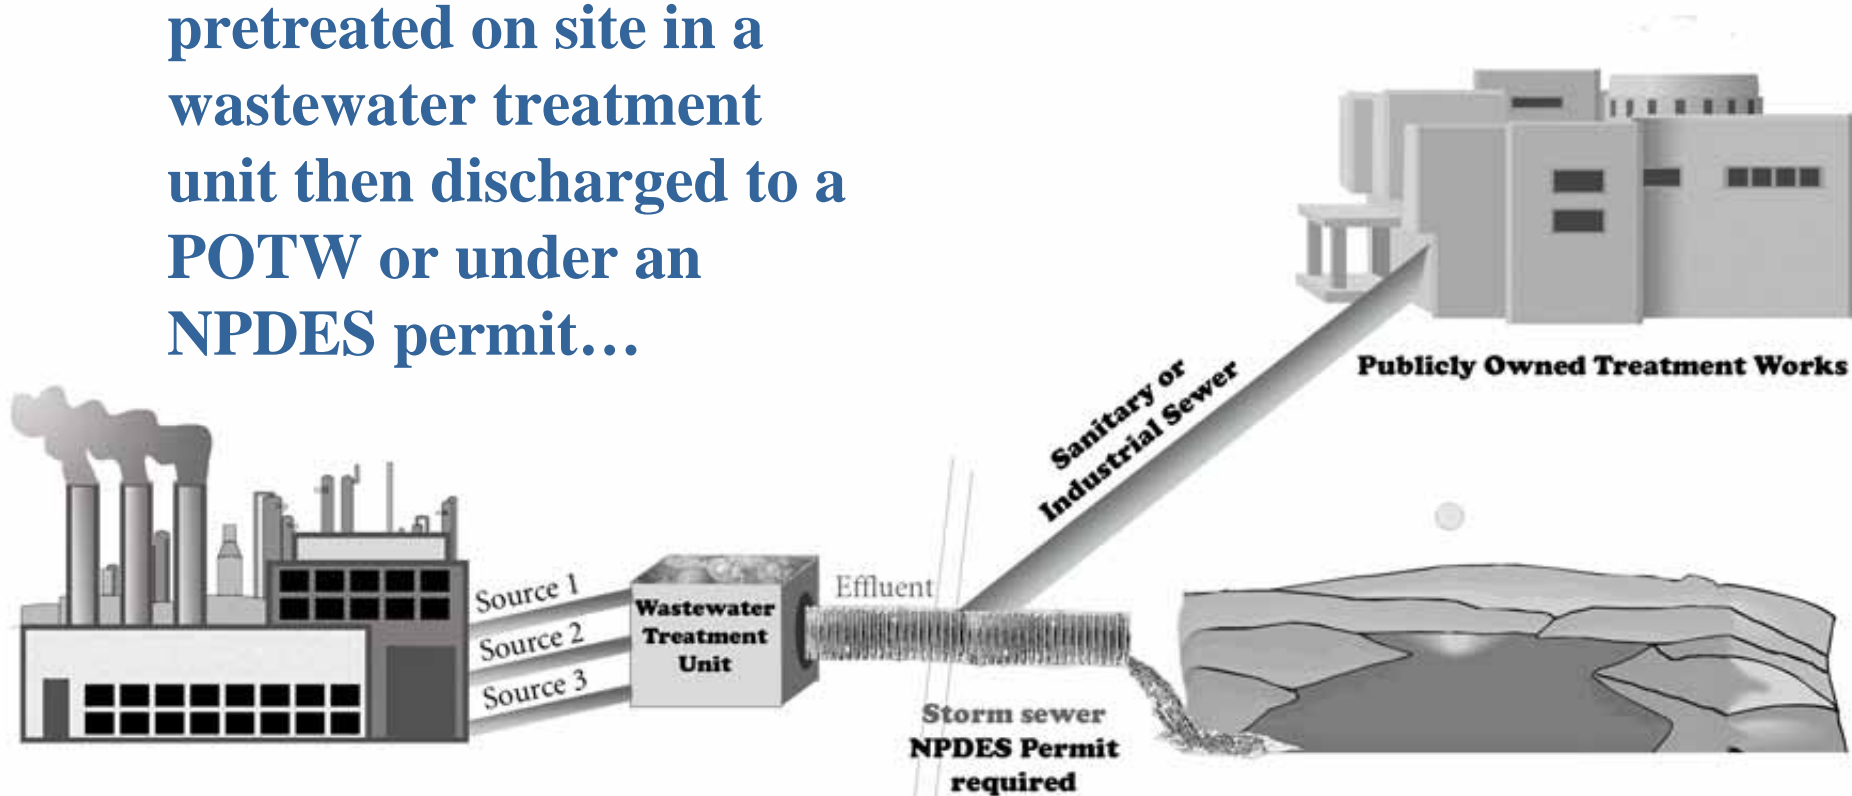 pretreated on site in a
wastewater treatment
unit then discharged to a
POTW or under an
NPDES permit…
Publicly Owned Treatment Works
Sanitary or
Industrial Sewer
Source 1
Source 2
Source 3
Wastewater
Treatment
Unit
Effluent
Storm sewer
NPDES Permit
required